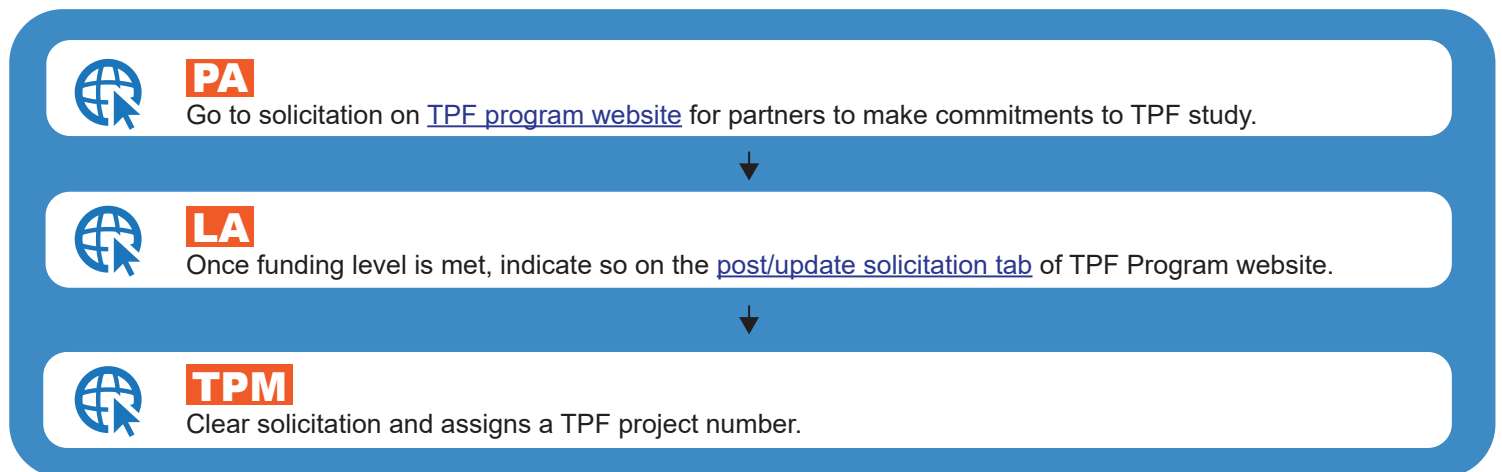 PA
Go to solicitation on TPF program website for partners to make commitments to TPF study.
LA
Once funding level is met, indicate so on the post/update solicitation tab of TPF Program website.
TPM
Clear solicitation and assigns a TPF project number.